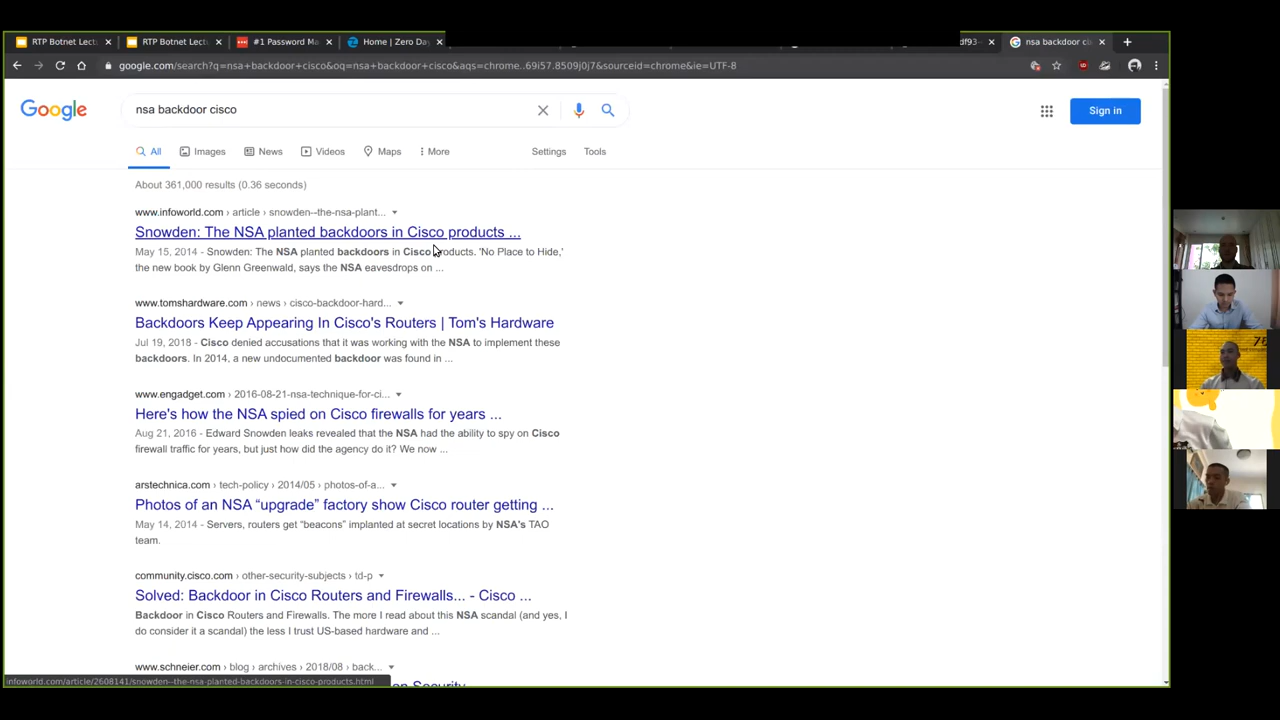 RTP Botnet Lectu
RTP Botnet Lectu
#1 Password Ma
Home | Zero Day
df93-
nsa backdoor ci
google.com/search?q=nsa+backdoor+cisco&oq=nsa+backdoor+cisco&aqs=chrome..69i57.8509j0j7&sourceid=chrome&ie=UTF-8
Google
nsa backdoor cisco
Sign in
All
Images
News
Videos
Maps
More
Settings
Tools
About 361,000 results (0.36 seconds)
www.infoworld.com › article › snowden--the-nsa-plant...
Snowden: The NSA planted backdoors in Cisco products ...
May 15, 2014 - Snowden: The NSA planted backdoors in Cisco products. 'No Place to Hide,'
the new book by Glenn Greenwald, says the NSA eavesdrops on ...
www.tomshardware.com › news › cisco-backdoor-hard...
Backdoors Keep Appearing In Cisco's Routers | Tom's Hardware
Jul 19, 2018 - Cisco denied accusations that it was working with the NSA to implement these
backdoors. In 2014, a new undocumented backdoor was found in ...
www.engadget.com › 2016-08-21-nsa-technique-for-ci...
Here's how the NSA spied on Cisco firewalls for years ...
Aug 21, 2016 - Edward Snowden leaks revealed that the NSA had the ability to spy on Cisco
firewall traffic for years, but just how did the agency do it? We now ...
arstechnica.com › tech-policy › 2014/05 › photos-of-a...
Photos of an NSA “upgrade” factory show Cisco router getting ...
May 14, 2014 - Servers, routers get “beacons” implanted at secret locations by NSA's TAO
team.
community.cisco.com › other-security-subjects › td-p
Solved: Backdoor in Cisco Routers and Firewalls... - Cisco ...
Backdoor in Cisco Routers and Firewalls. The more I read about this NSA scandal (and yes, I
do consider it a scandal) the less I trust US-based hardware and ...
www.schneier.com › blog › archives › 2018/08 › back...
on Security
infoworld.com/article/2608141/snowden--the-nsa-planted-backdoors-in-cisco-products.html